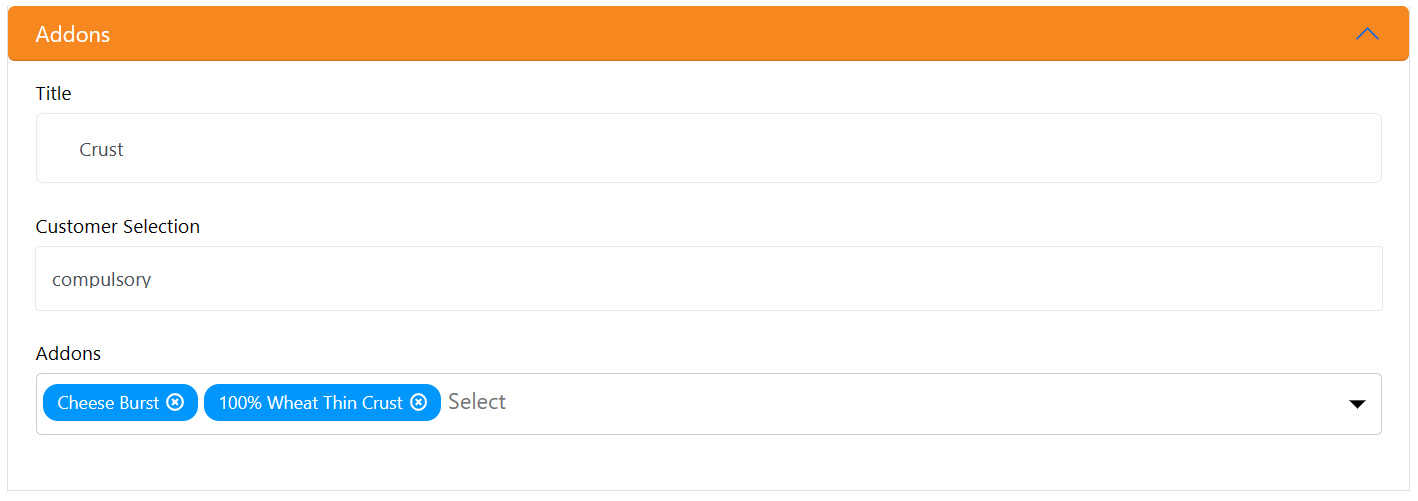 Addons
Title
Crust
Customer Selection
compulsory
Addons
Cheese Burst 100% Wheat Thin Crust Select